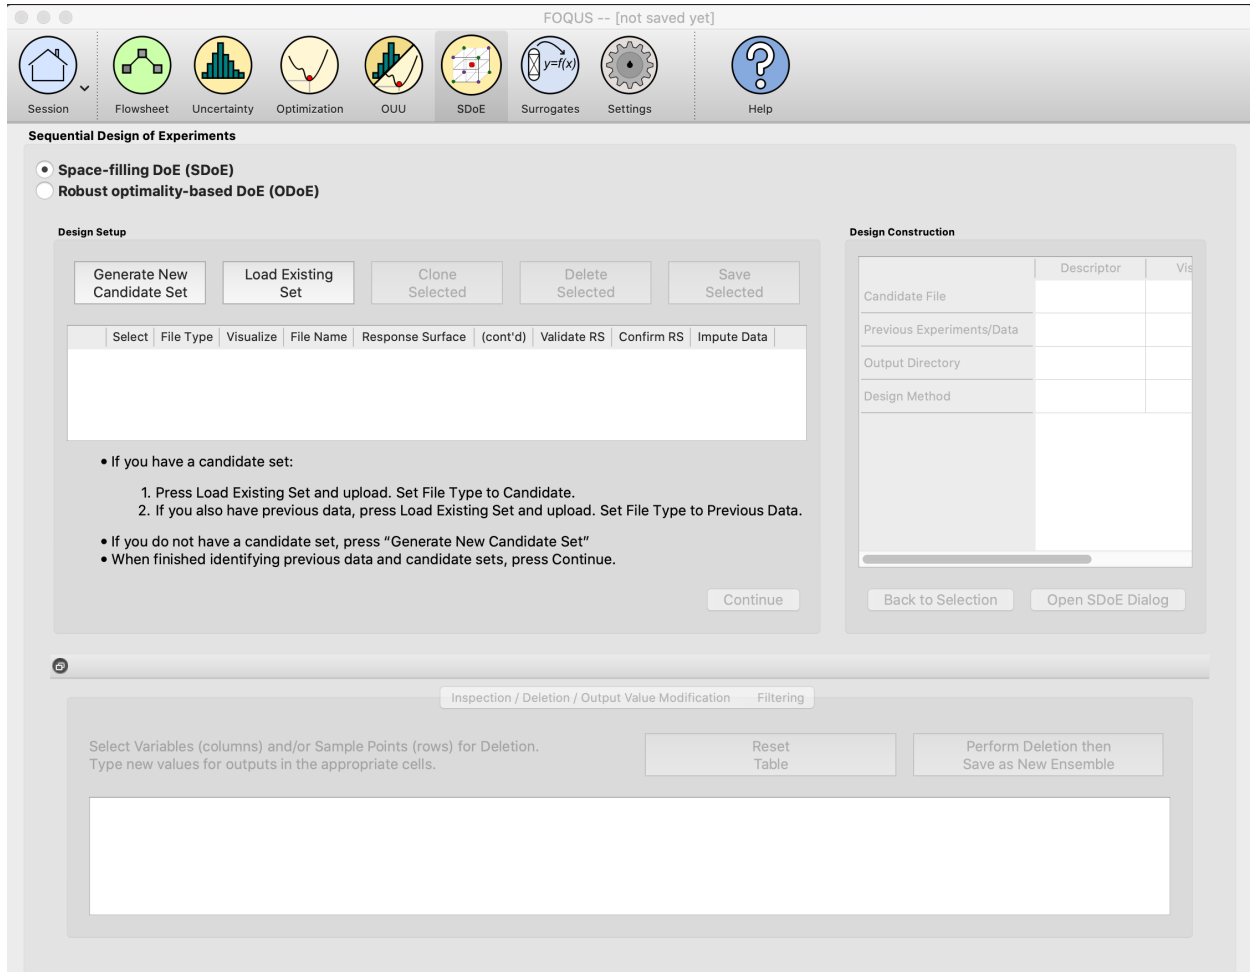 FOQUS -- [not saved yet]
y=f(x)
Session Flowsheet Uncertainty Optimization OUU SDoE Surrogates Settings Help
Sequential Design of Experiments
Space-filling DoE (SDoE)
Robust optimality-based DoE (ODoE)
Design Setup
Generate New
Candidate Set
Load Existing
Set
Clone
Selected
Delete
Selected
Save
Selected
Select File Type Visualize File Name Response Surface (cont'd) Validate RS Confirm RS Impute Data
• If you have a candidate set:
1. Press Load Existing Set and upload. Set File Type to Candidate.
2. If you also have previous data, press Load Existing Set and upload. Set File Type to Previous Data.
• If you do not have a candidate set, press “Generate New Candidate Set”
• When finished identifying previous data and candidate sets, press Continue.
Continue
Design Construction
Descriptor Vis
Candidate File
Previous Experiments/Data
Output Directory
Design Method
Back to Selection Open SDoE Dialog
Inspection / Deletion / Output Value Modification Filtering
Select Variables (columns) and/or Sample Points (rows) for Deletion.
Type new values for outputs in the appropriate cells.
Reset
Table
Perform Deletion then
Save as New Ensemble